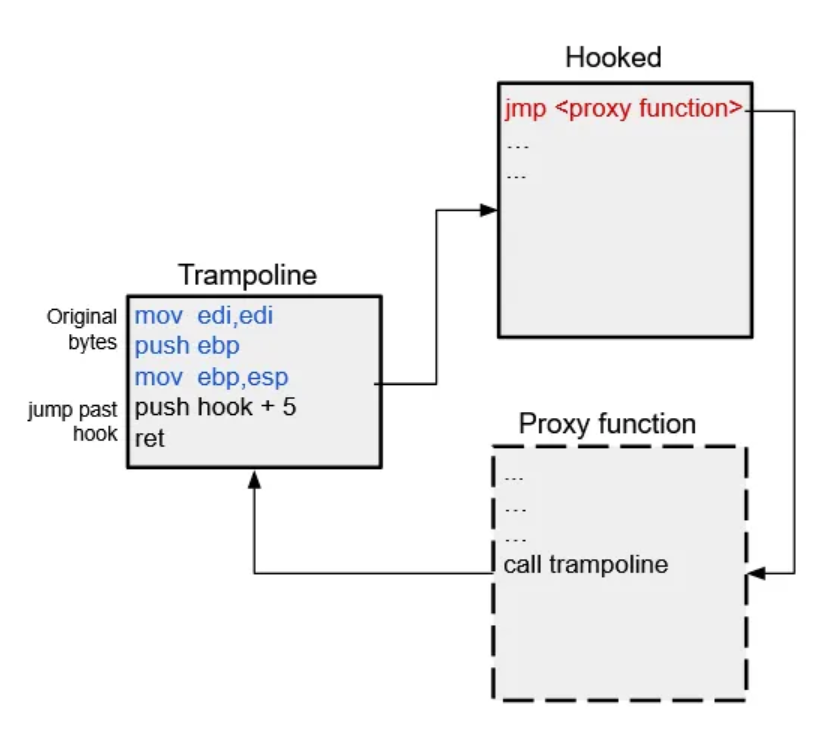 Hooked
jmp <proxy function>
...
...
Trampoline
Original
bytes
mov edi,edi
push ebp
mov ebp,esp
jump past
hook
push hook + 5
ret
Proxy function
...
...
...
call trampoline